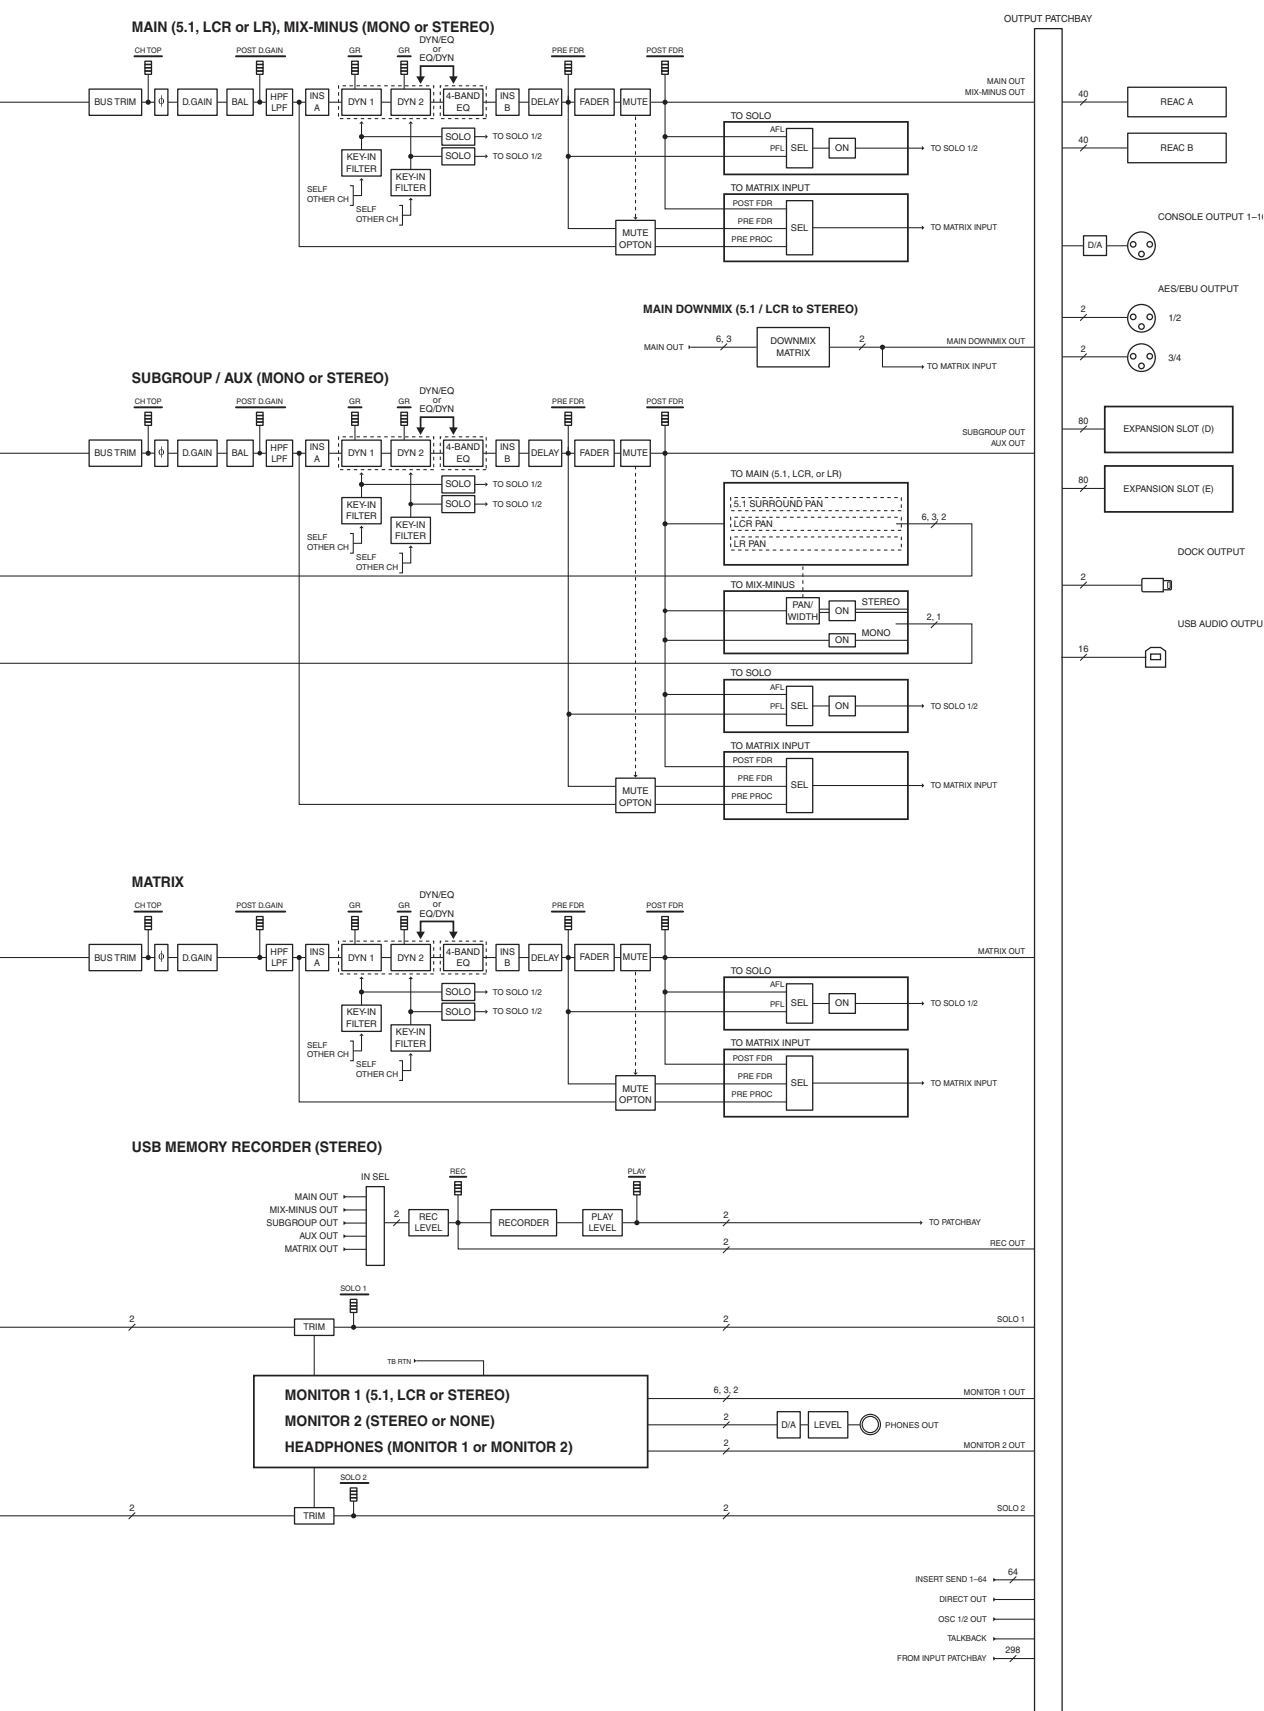 OUTPUT PATCHBAY
MAIN (5.1, LCR or LR), MIX-MINUS (MONO or STEREO)
DYN/EQ
or
EQ/DYN
CH TOP
POST D.GAIN
GR
GR
PRE FDR
POST FDR
BUS TRIM
ϕ
D.GAIN
BAL
HPF
LPF
INS
A
DYN 1
DYN 2
4-BAND
EQ
INS
B
DELAY
FADER
MUTE
MAIN OUT
MIX-MINUS OUT
40
REAC A
40
REAC B
SOLO
TO SOLO 1/2
SOLO
TO SOLO 1/2
KEY-IN
FILTER
KEY-IN
FILTER
SELF
OTHER CH
SELF
OTHER CH
TO SOLO
AFL
PFL
SEL
ON
TO SOLO 1/2
TO MATRIX INPUT
POST FDR
PRE FDR
PRE PROC
SEL
TO MATRIX INPUT
MUTE
OPTON
D/A
AES/EBU OUTPUT
2
1/2
2
3/4
MAIN DOWNMIX (5.1 / LCR to STEREO)
MAIN OUT
6, 3
DOWNMIX
MATRIX
2
MAIN DOWNMIX OUT
TO MATRIX INPUT
SUBGROUP / AUX (MONO or STEREO)
DYN/EQ
or
EQ/DYN
CH TOP
POST D.GAIN
GR
GR
PRE FDR
POST FDR
BUS TRIM
ϕ
D.GAIN
BAL
HPF
LPF
INS
A
DYN 1
DYN 2
4-BAND
EQ
INS
B
DELAY
FADER
MUTE
SUBGROUP OUT
AUX OUT
80
EXPANSION SLOT (D)
80
EXPANSION SLOT (E)
SOLO
TO SOLO 1/2
SOLO
TO SOLO 1/2
KEY-IN
FILTER
KEY-IN
FILTER
SELF
OTHER CH
SELF
OTHER CH
TO MAIN (5.1, LCR, or LR)
5.1 SURROUND PAN
LCR PAN
LR PAN
6, 3, 2
DOCK OUTPUT
2
TO MIX-MINUS
PAN/
WIDTH
ON
STEREO
2, 1
ON
MONO
16
TO SOLO
AFL
PFL
SEL
ON
TO SOLO 1/2
TO MATRIX INPUT
POST FDR
PRE FDR
PRE PROC
SEL
TO MATRIX INPUT
MUTE
OPTON
MATRIX
DYN/EQ
or
EQ/DYN
CH TOP
POST D.GAIN
GR
GR
PRE FDR
POST FDR
BUS TRIM
ϕ
D.GAIN
HPF
LPF
INS
A
DYN 1
DYN 2
4-BAND
EQ
INS
B
DELAY
FADER
MUTE
MATRIX OUT
SOLO
TO SOLO 1/2
SOLO
TO SOLO 1/2
KEY-IN
FILTER
KEY-IN
FILTER
SELF
OTHER CH
SELF
OTHER CH
TO SOLO
AFL
PFL
SEL
ON
TO SOLO 1/2
TO MATRIX INPUT
POST FDR
PRE FDR
PRE PROC
SEL
TO MATRIX INPUT
MUTE
OPTON
USB MEMORY RECORDER (STEREO)
IN SEL
REC
PLAY
MAIN OUT
MIX-MINUS OUT
SUBGROUP OUT
AUX OUT
MATRIX OUT
2
REC
LEVEL
RECORDER
PLAY
LEVEL
2
TO PATCHBAY
2
REC OUT
SOLO 1
2
TRIM
2
SOLO 1
TB RTN
MONITOR 1 (5.1, LCR or STEREO)
MONITOR 2 (STEREO or NONE)
HEADPHONES (MONITOR 1 or MONITOR 2)
6, 3, 2
MONITOR 1 OUT
2
D/A
LEVEL
PHONES OUT
2
MONITOR 2 OUT
SOLO 2
2
TRIM
2
SOLO 2
INSERT SEND 1–64
64
DIRECT OUT
OSC 1/2 OUT
TALKBACK
FROM INPUT PATCHBAY
298
CONSOLE OUTPUT
USB AUDIO